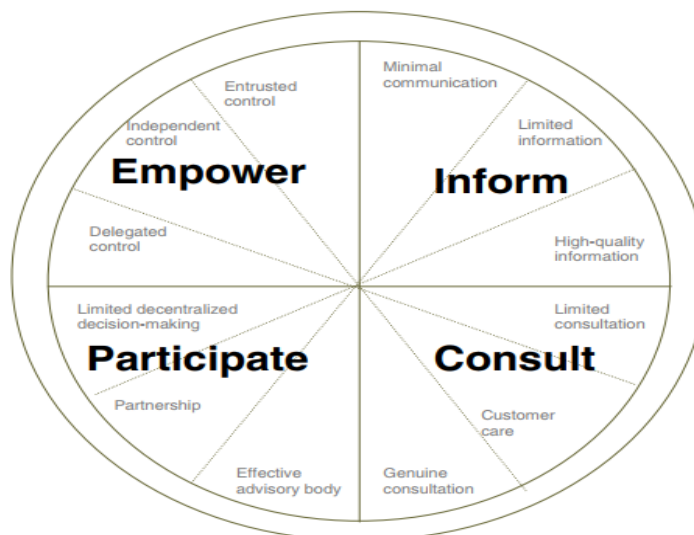 Entrusted
control
Independent
control
Empower
Delegated
control
Minimal
communication
Limited
information
Inform
High-quality
information
Limited decentralized
decision-making
Participate
Partnership
Effective
advisory body
Limited
consultation
Consult
Customer
care
Genuine
consultation